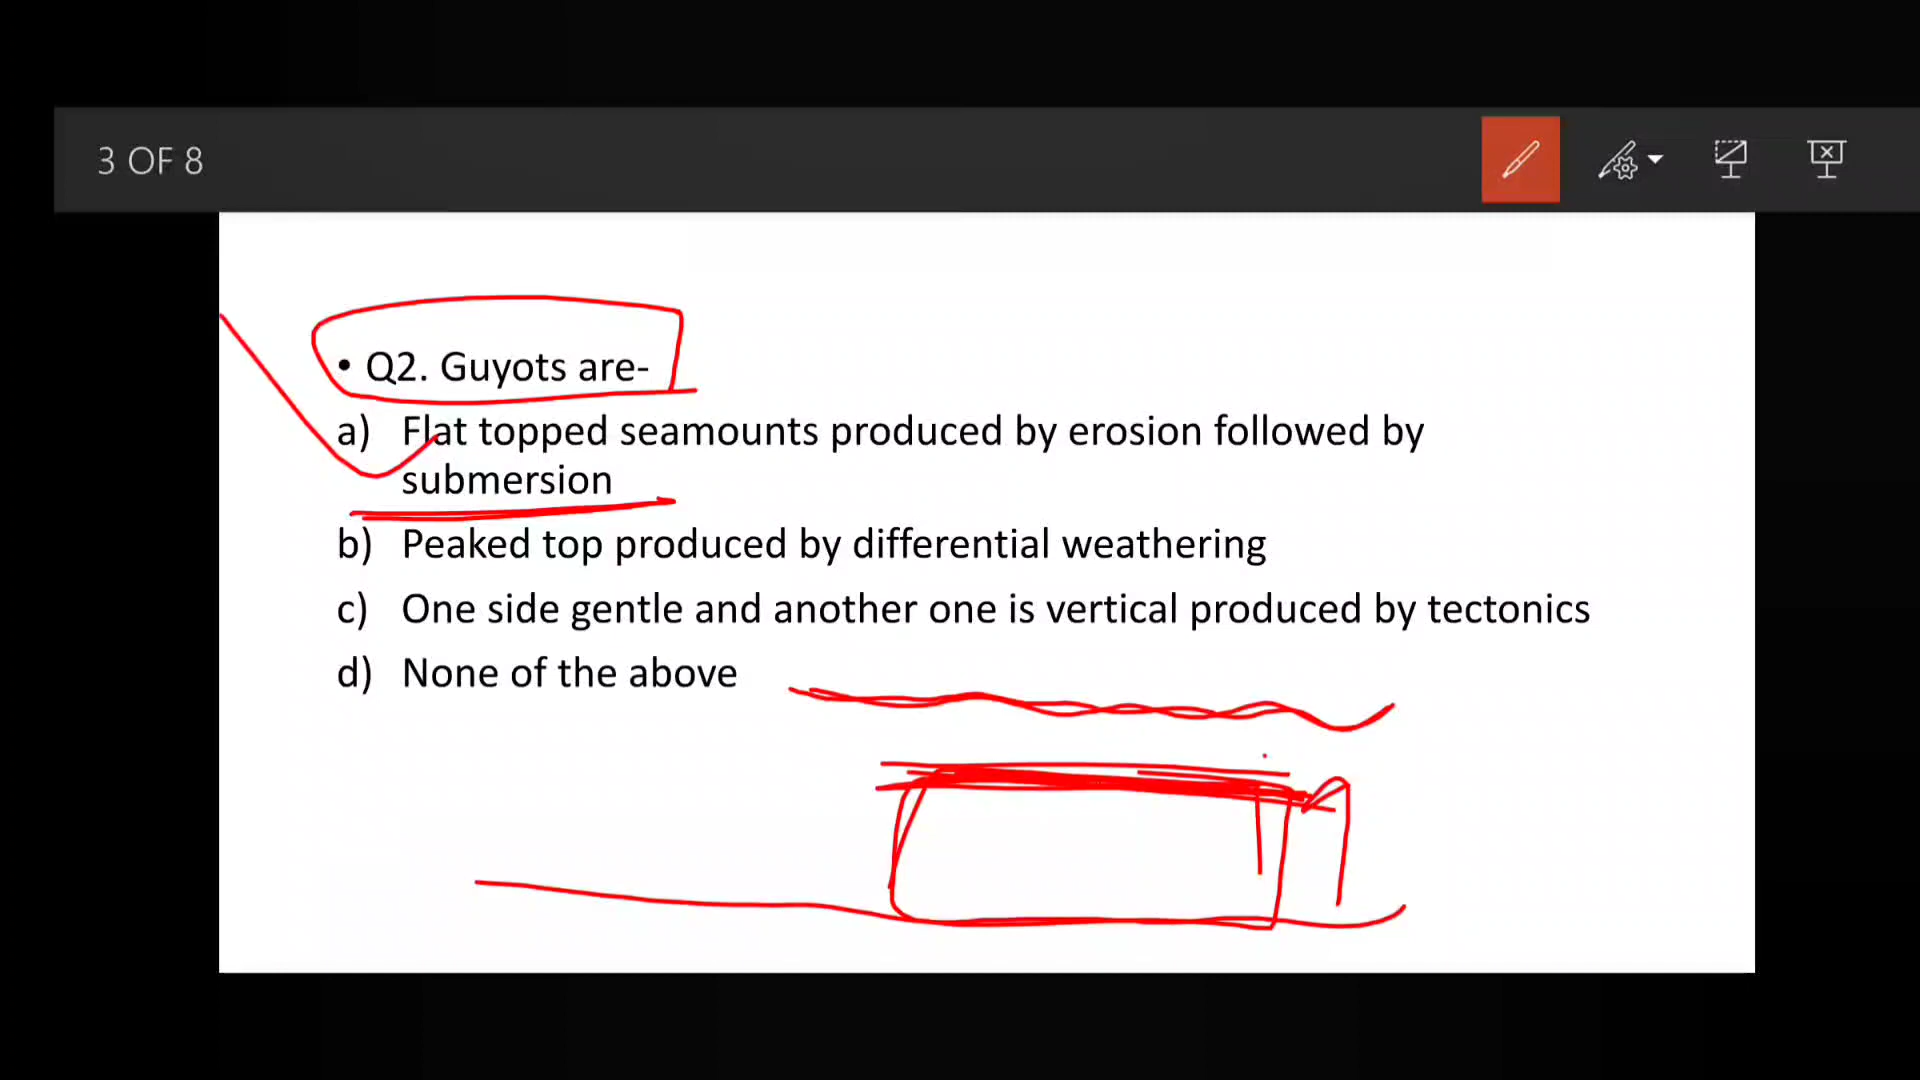 3 OF 8
• Q2. Guyots are-
a) Flat topped seamounts produced by erosion followed by
submersion
b) Peaked top produced by differential weathering
c) One side gentle and another one is vertical produced by tectonics
d) None of the above